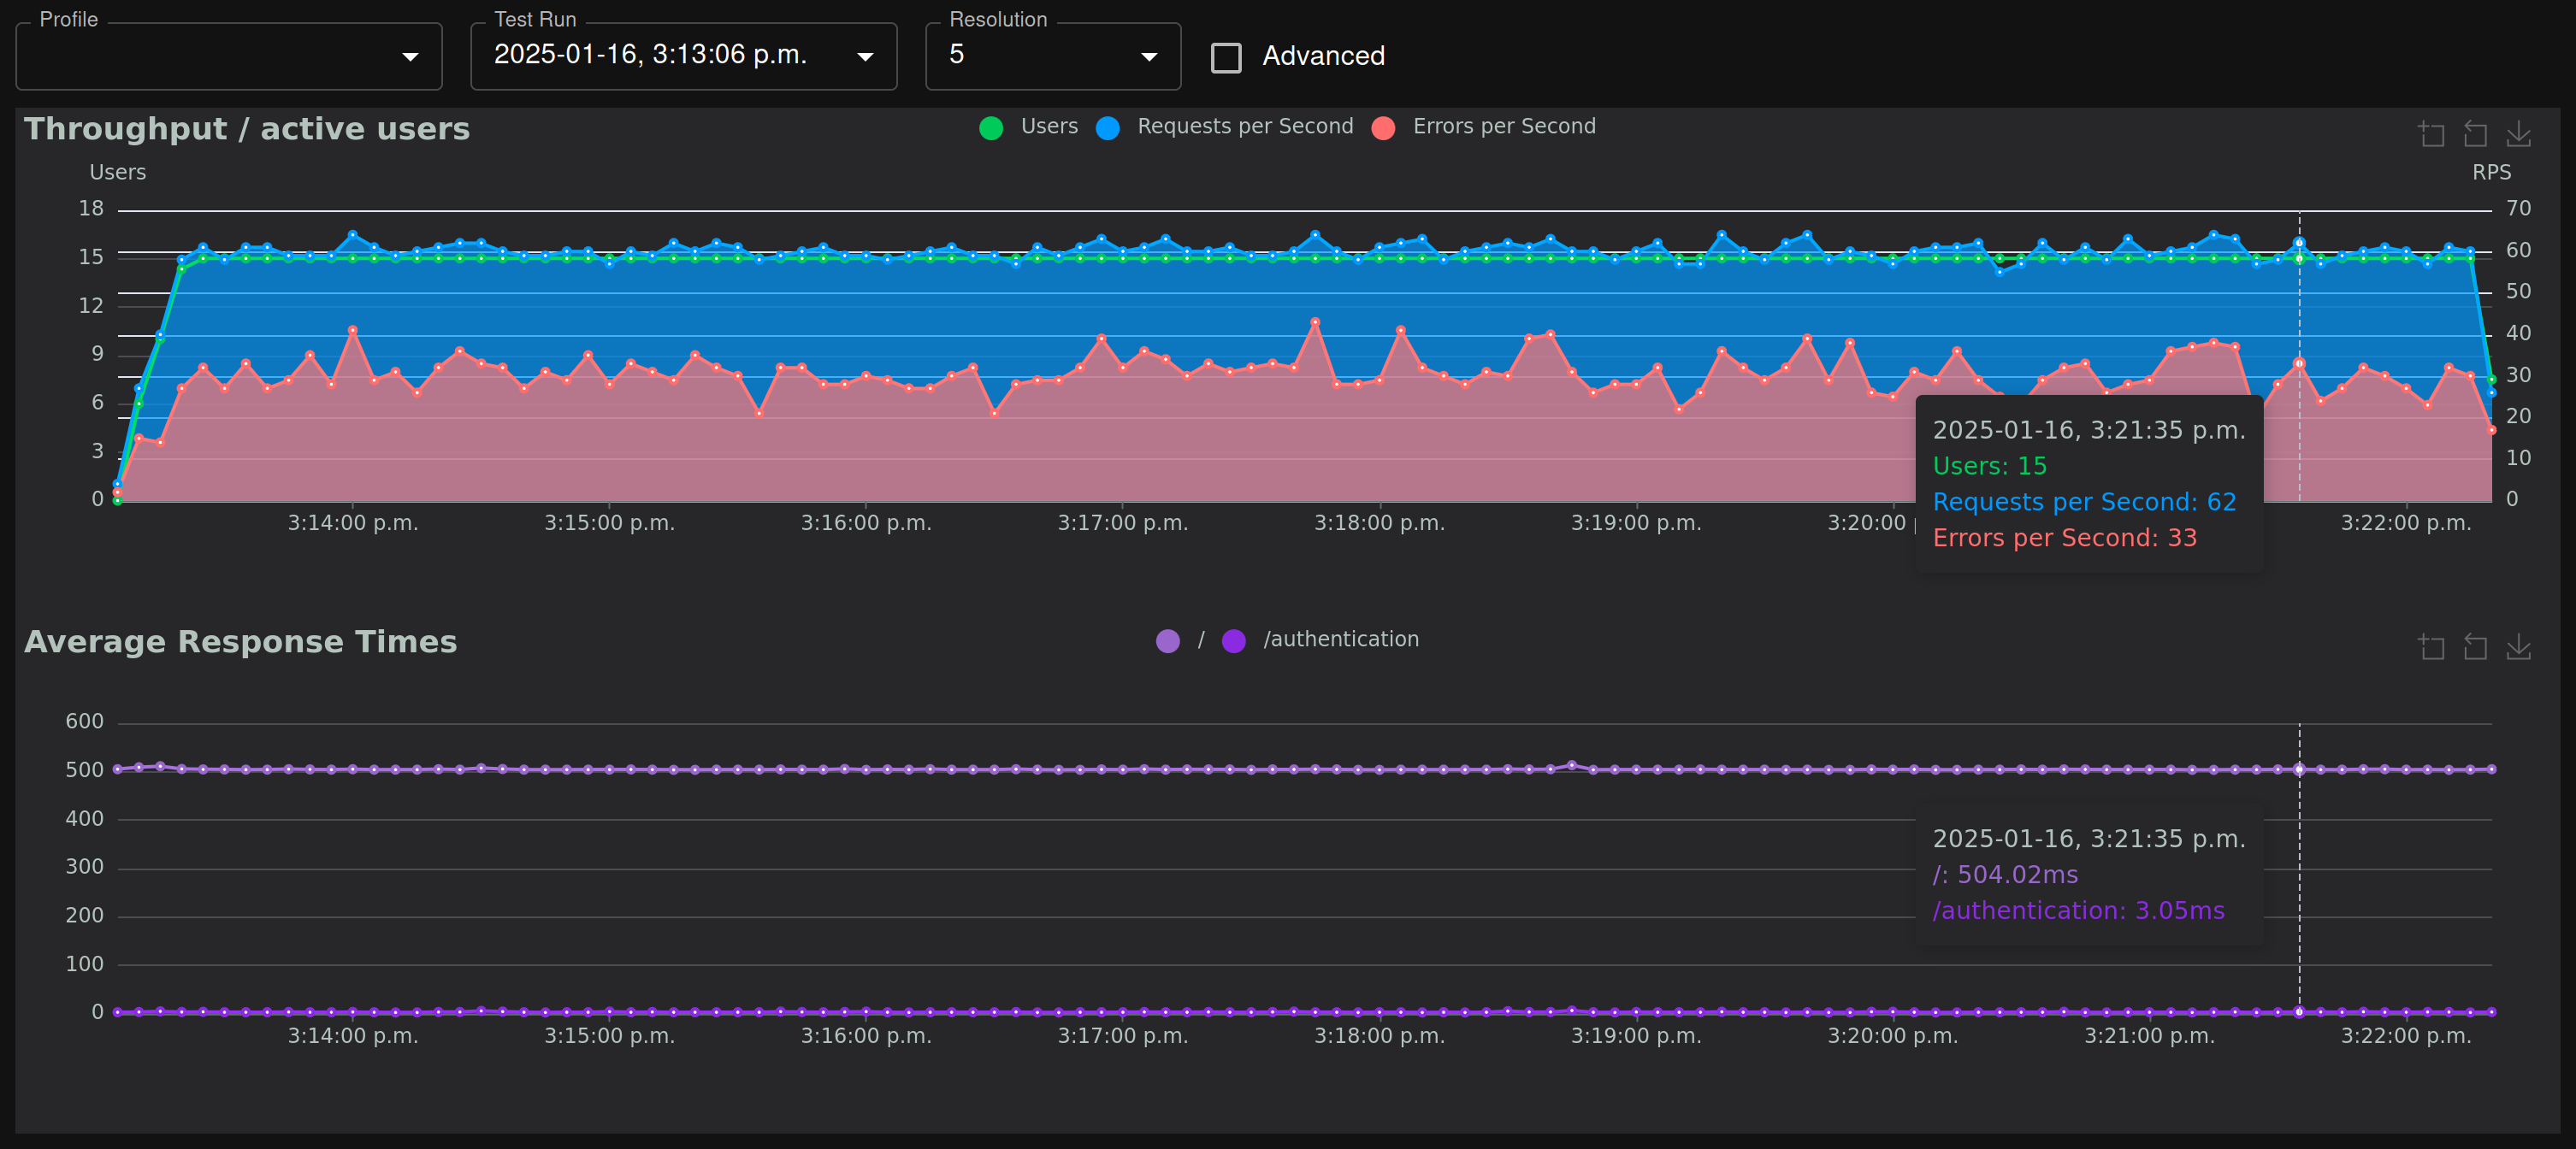 Profile
Test Run
Resolution
2025-01-16, 3:13:06 p.m.
5
Advanced
Throughput / active users
Users
Requests per Second
Errors per Second
Users
RPS
18
15
12
9
6
3
0
70
60
50
40
30
20
10
0
3:14:00 p.m.
3:15:00 p.m.
3:16:00 p.m.
3:17:00 p.m.
3:18:00 p.m.
3:19:00 p.m.
3:20:00
3:22:00 p.m.
2025-01-16, 3:21:35 p.m.
Users: 15
Requests per Second: 62
Errors per Second: 33
Average Response Times
/
/authentication
600
500
400
300
200
100
0
3:14:00 p.m.
3:15:00 p.m.
3:16:00 p.m.
3:17:00 p.m.
3:18:00 p.m.
3:19:00 p.m.
3:20:00 p.m.
3:21:00 p.m.
3:22:00 p.m.
2025-01-16, 3:21:35 p.m.
/: 504.02ms
/authentication: 3.05ms